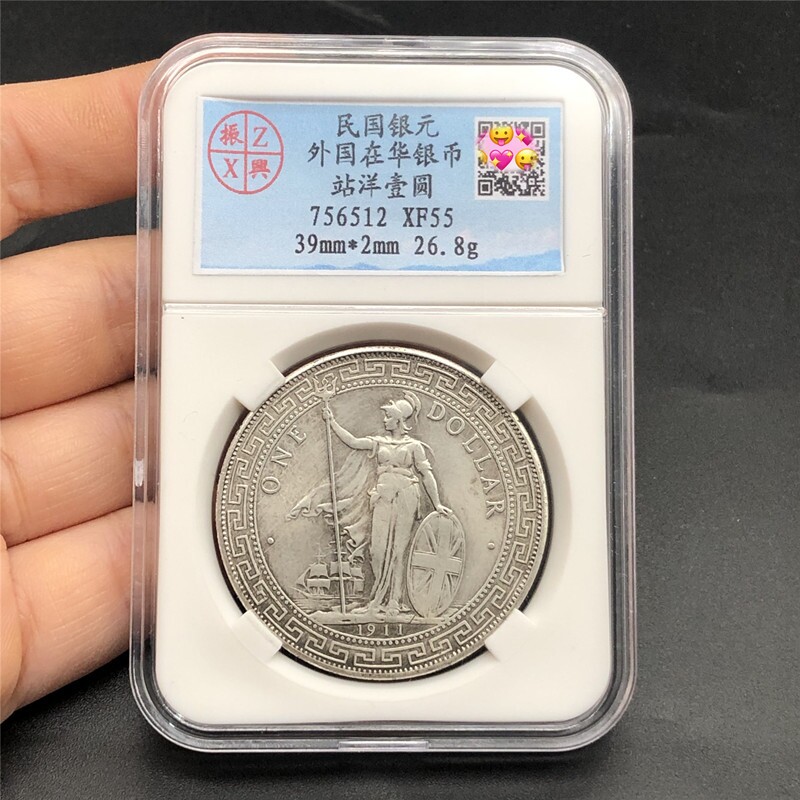 振 Z
X 興
民国银元
外国在华银币
站洋壹圆
756512 XF55
39mm*2mm 26.8g
ONE DOLLAR
1911